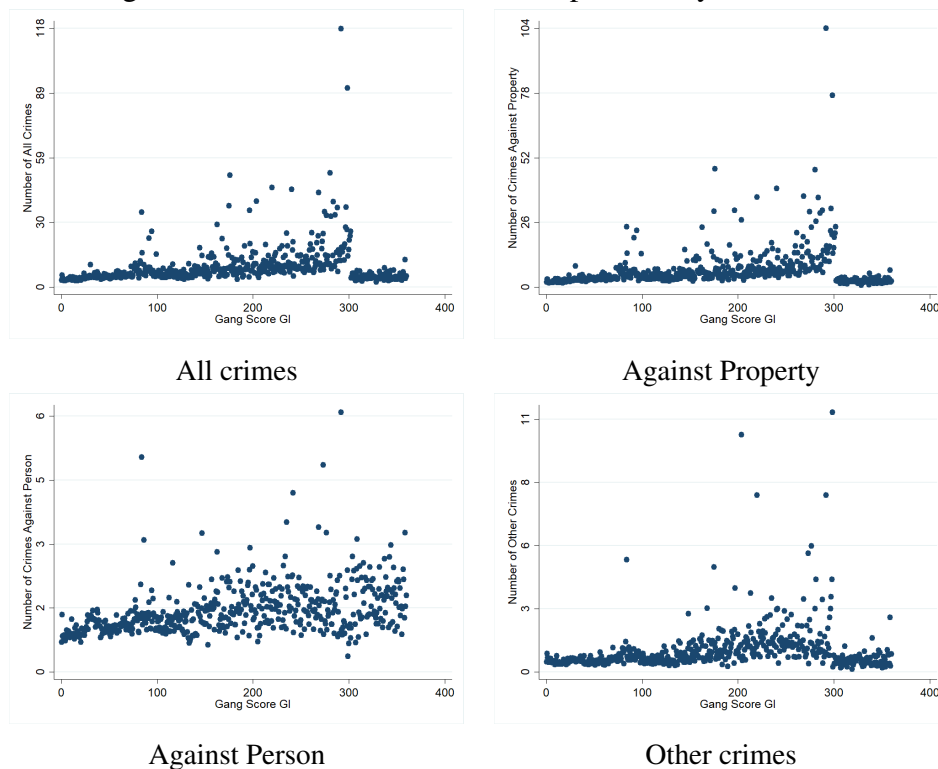 118
89
59
30
0
Number of All Crimes
0 100 200 300 400
Gang Score GI
All crimes
104
78
52
26
0
Number of Crimes Against Property
0 100 200 300 400
Gang Score GI
Against Property
6
5
3
2
0
Number of Crimes Against Person
0 100 200 300 400
Gang Score GI
Against Person
11
8
6
3
0
Number of Other Crimes
0 100 200 300 400
Gang Score GI
Other crimes